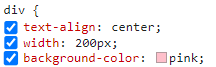 div {
text-align: center;
width: 200px;
background-color: pink;